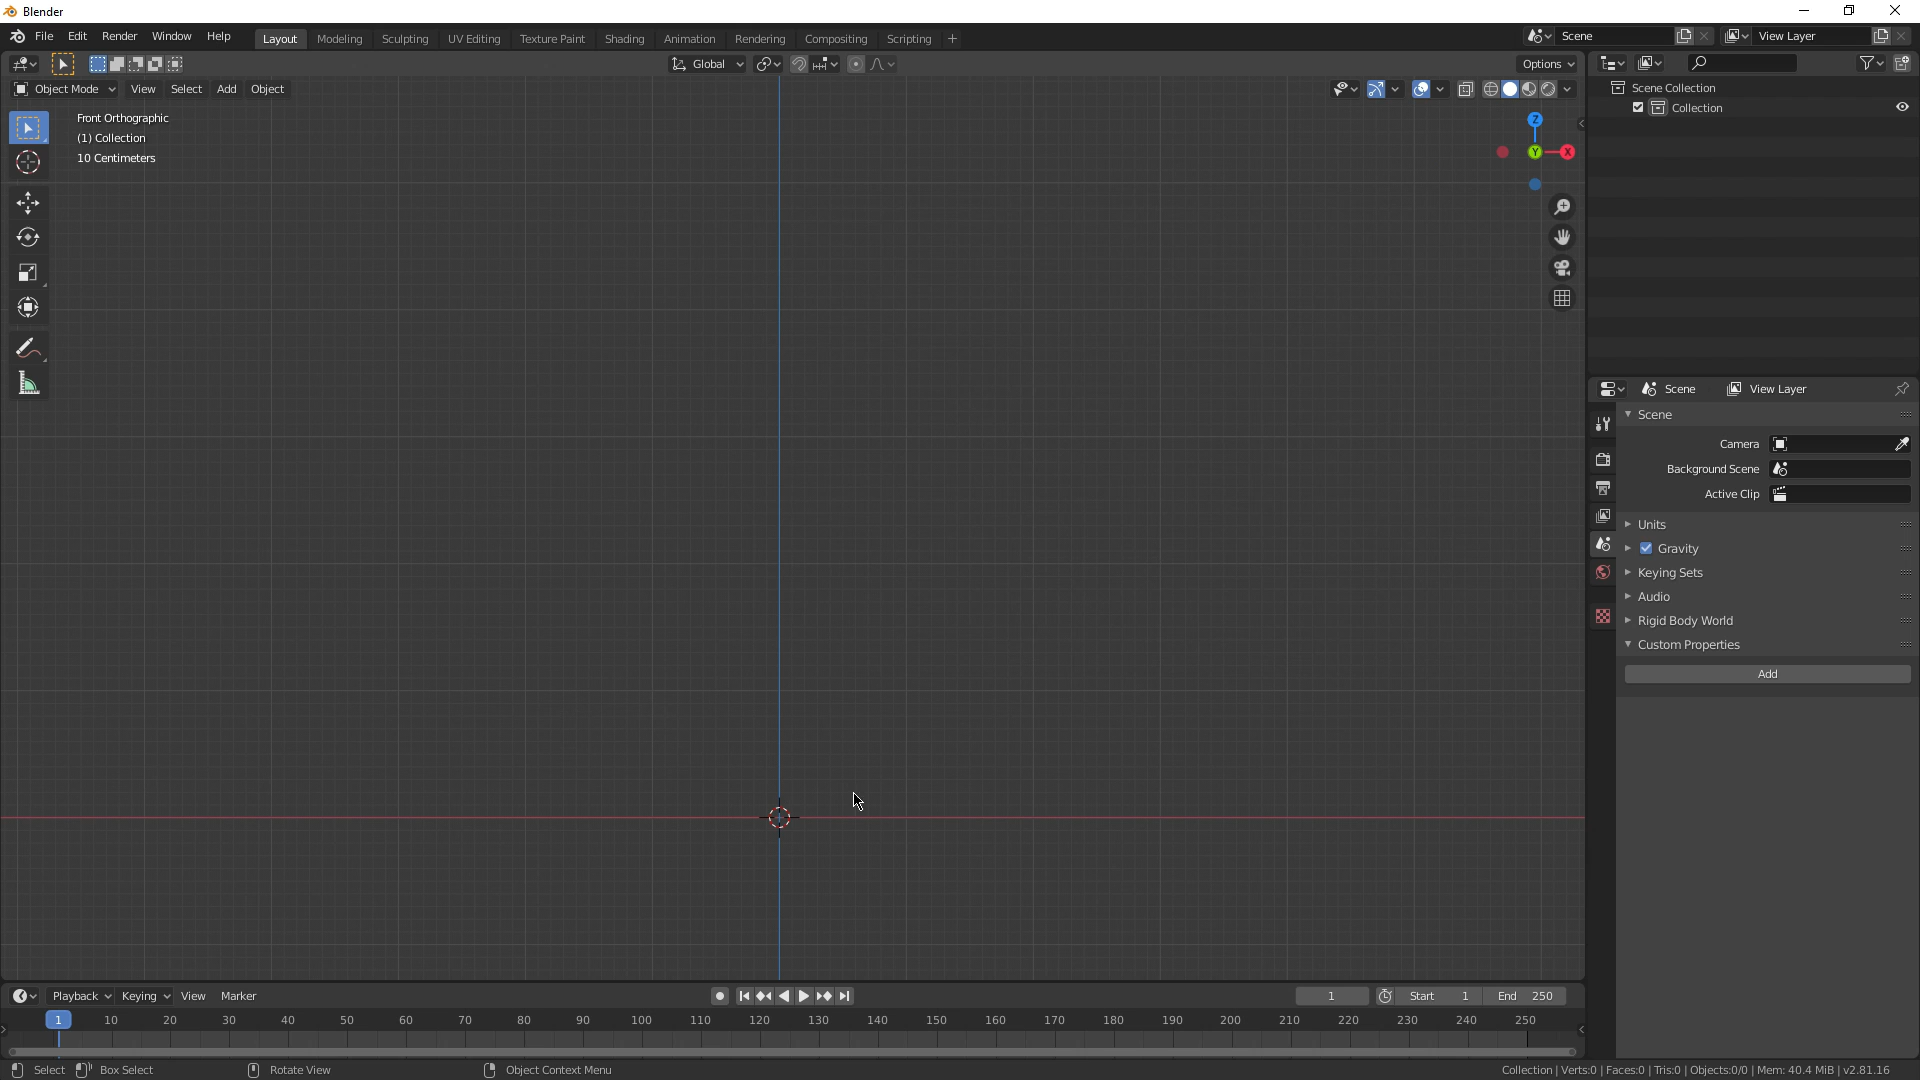 Blender
File Edit Render Window Help Layout Modeling Sculpting UV Editing Texture Paint Shading Animation Rendering Compositing Scripting + Scene View Layer
Global Options
Object Mode View Select Add Object
Front Orthographic
(1) Collection
10 Centimeters
Z
Y X
Scene Collection
Collection
Scene View Layer
Scene
Camera
Background Scene
Active Clip
Units
Gravity
Keying Sets
Audio
Rigid Body World
Custom Properties
Add
Playback Keying View Marker 1 Start 1 End 250
1 10 20 30 40 50 60 70 80 90 100 110 120 130 140 150 160 170 180 190 200 210 220 230 240 250
Select Box Select Rotate View Object Context Menu Collection | Verts:0 | Faces:0 | Tris:0 | Objects:0/0 | Mem: 40.4 MiB | v2.81.16